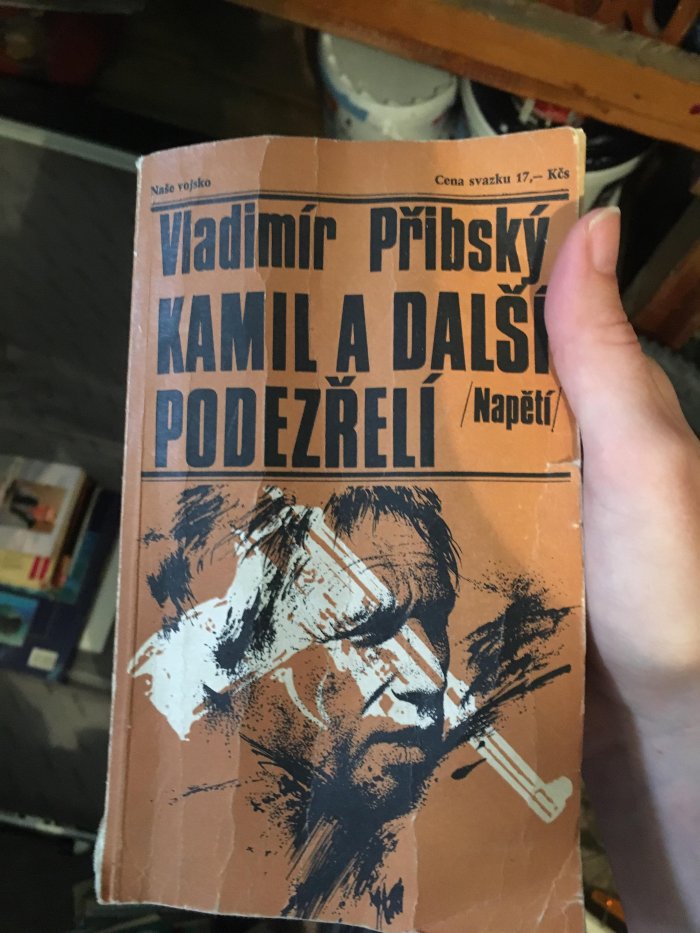 Naše vojsko
Cena svazku 17,— Kčs
Vladimír Přibský
KAMIL A DALŠÍ
PODEZŘELÍ
/Napětí/